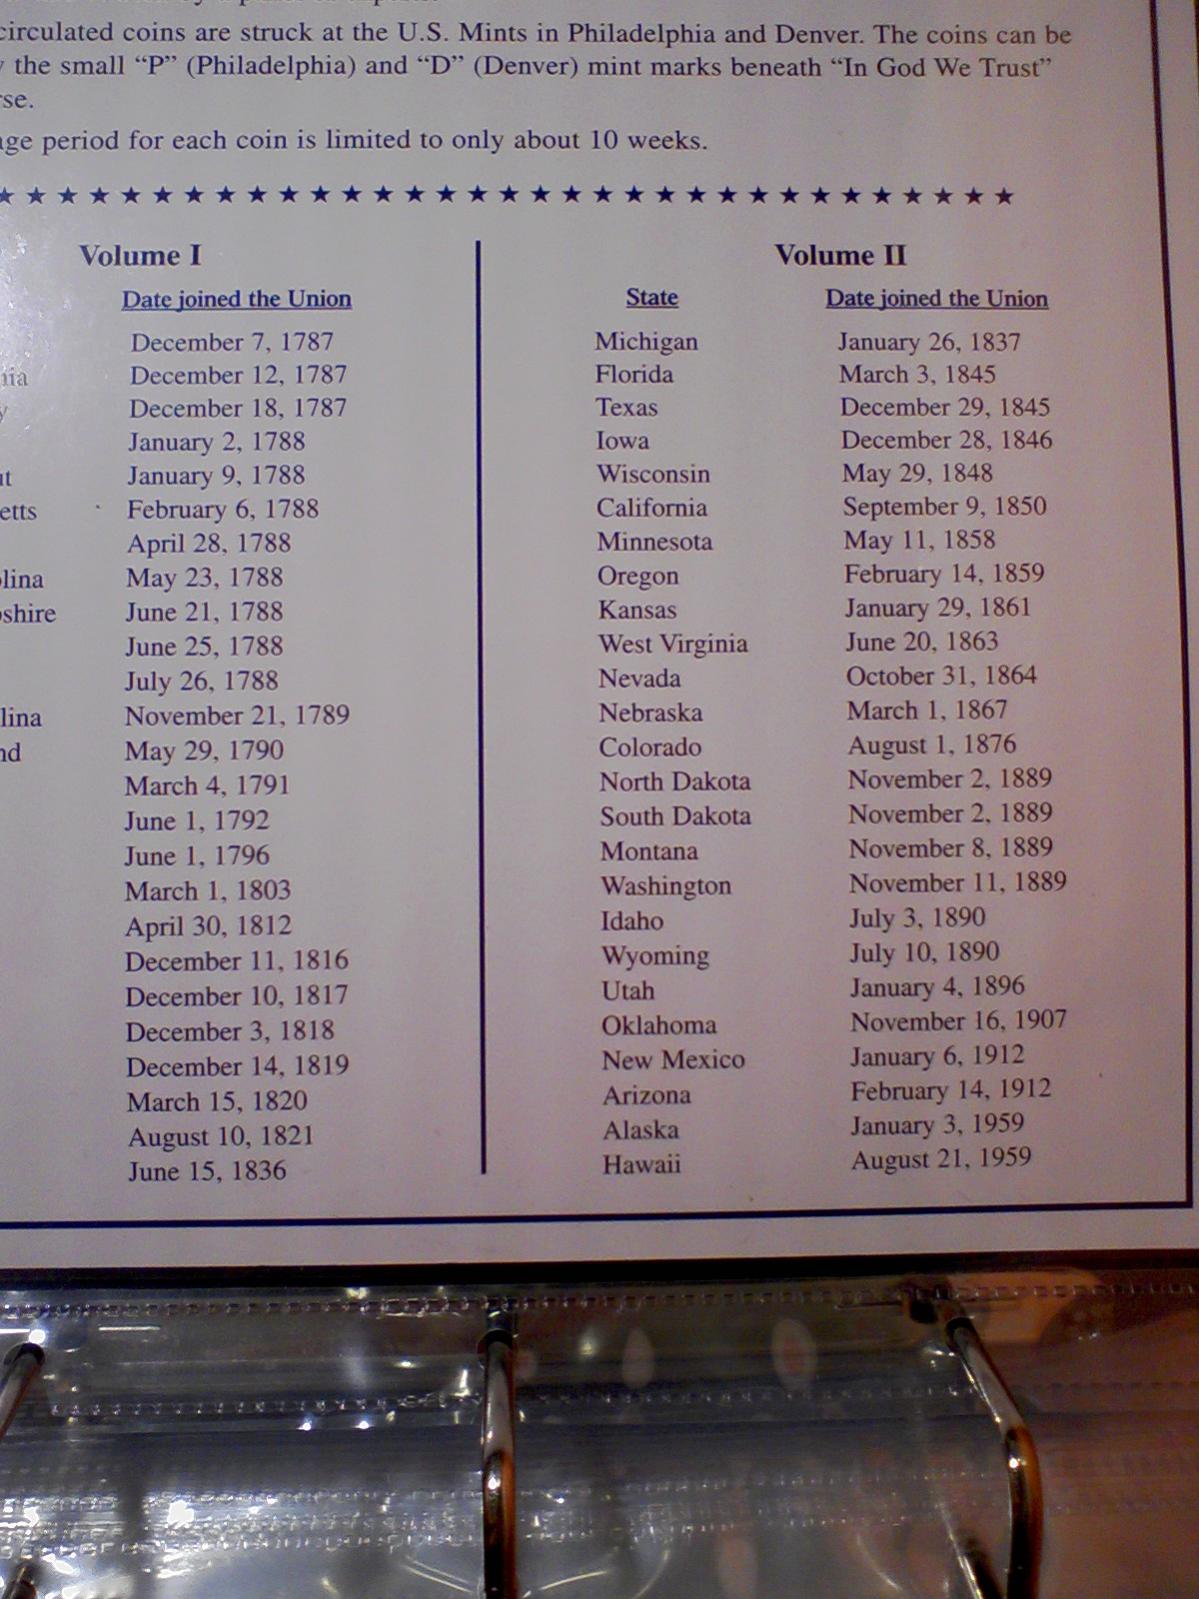 circulated coins are struck at the U.S. Mints in Philadelphia and Denver. The coins can be
the small “P” (Philadelphia) and “D” (Denver) mint marks beneath “In God We Trust”
rse.
age period for each coin is limited to only about 10 weeks.
Volume I
Date joined the Union
December 7, 1787
nia December 12, 1787
y December 18, 1787
January 2, 1788
ut January 9, 1788
etts February 6, 1788
April 28, 1788
olina May 23, 1788
pshire June 21, 1788
June 25, 1788
July 26, 1788
lina November 21, 1789
nd May 29, 1790
March 4, 1791
June 1, 1792
June 1, 1796
March 1, 1803
April 30, 1812
December 11, 1816
December 10, 1817
December 3, 1818
December 14, 1819
March 15, 1820
August 10, 1821
June 15, 1836
Volume II
State Date joined the Union
Michigan January 26, 1837
Florida March 3, 1845
Texas December 29, 1845
Iowa December 28, 1846
Wisconsin May 29, 1848
California September 9, 1850
Minnesota May 11, 1858
Oregon February 14, 1859
Kansas January 29, 1861
West Virginia June 20, 1863
Nevada October 31, 1864
Nebraska March 1, 1867
Colorado August 1, 1876
North Dakota November 2, 1889
South Dakota November 2, 1889
Montana November 8, 1889
Washington November 11, 1889
Idaho July 3, 1890
Wyoming July 10, 1890
Utah January 4, 1896
Oklahoma November 16, 1907
New Mexico January 6, 1912
Arizona February 14, 1912
Alaska January 3, 1959
Hawaii August 21, 1959